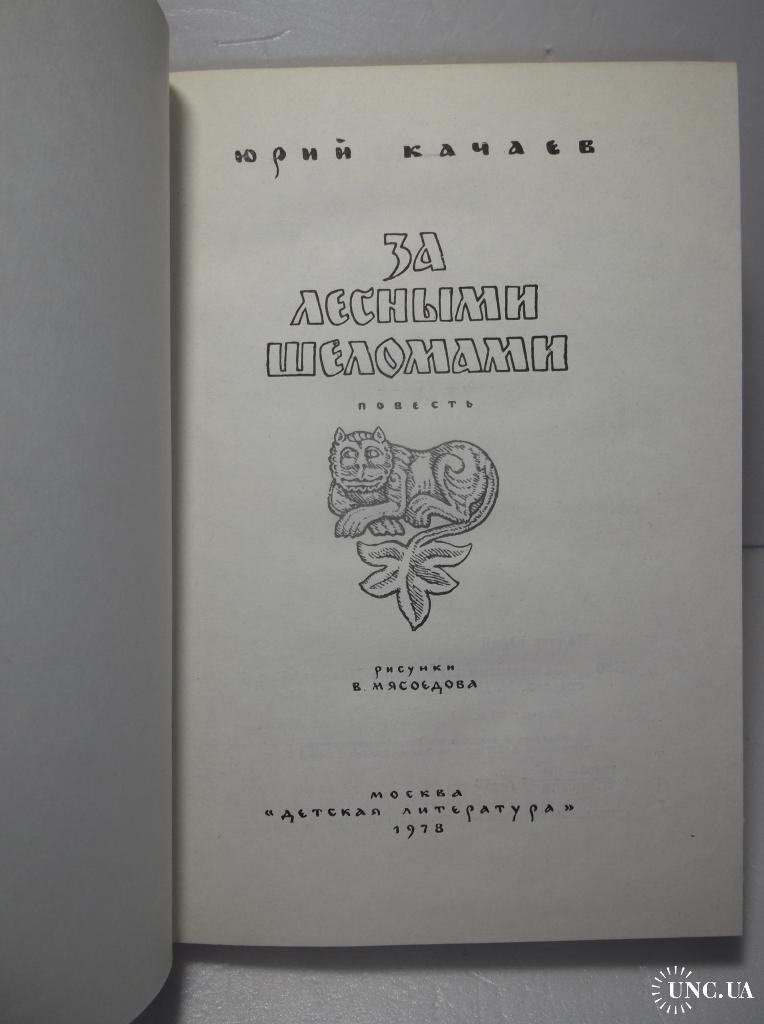 ЮРИЙ КАЧАЕВ
ЗА
ЛЕСНЫМИ
ШЕЛОМАМИ
ПОВЕСТЬ
РИСУНКИ
В. МЯСОЕДОВА
МОСКВА
«ДЕТСКАЯ ЛИТЕРАТУРА»
1978
UNC.UA